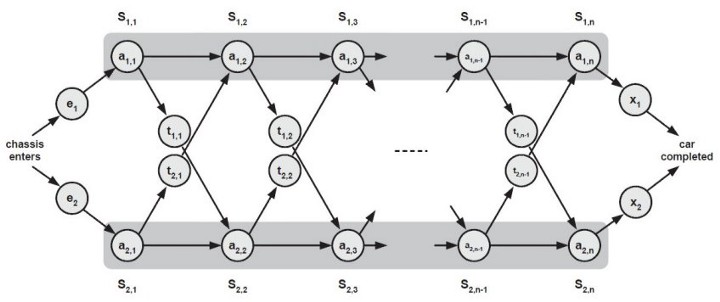 S1,1 S1,2 S1,3 S1,n-1 S1,n
a1,1 a1,2 a1,3 a1,n-1 a1,n
e1 x1
t1,1 t1,2 t1,n-1
chassis
enters
car
completed
t2,1 t2,2 t2,n-1
e2 x2
a2,1 a2,2 a2,3 a2,n-1 a2,n
S2,1 S2,2 S2,3 S2,n-1 S2,n